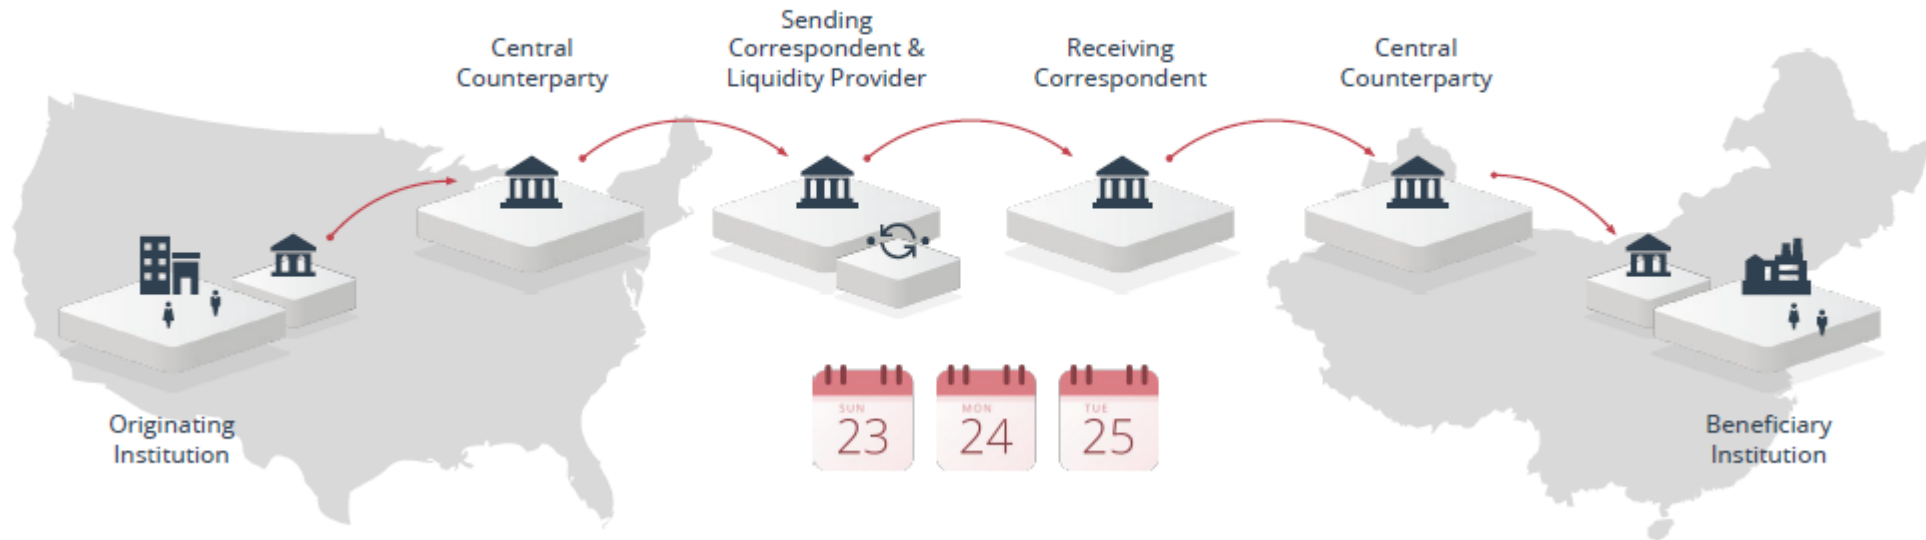 Sending
Correspondent &
Liquidity Provider
Central
Counterparty
Receiving
Correspondent
Central
Counterparty
SUN
23
MON
24
TUE
25
Originating
Institution
Beneficiary
Institution